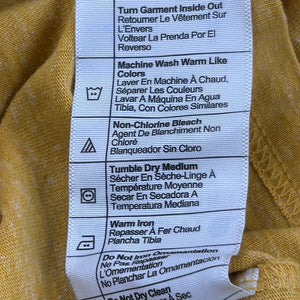 Turn Garment Inside Out
Retourner Le Vêtement Sur
L'Envers
Voltear La Prenda Por El
Reverso
Machine Wash Warm Like
Colors
Laver En Machine À Chaud,
Séparer Les Couleurs
Lavar A Máquina En Agua
Tibia, Con Colores Similares
Non-Chlorine Bleach
Agent De Blanchiment Non
Chloré
Blanqueador Sin Cloro
Tumble Dry Medium
Sécher En Sèche-Linge À
Température Moyenne
Secar En Secadora A
Temperatura Mediana
Warm Iron
Repasser À Fer Chaud
Plancha Tibia
Do Not Iron Ornamentation
Ne Pas Repasser
L'Ornementation
No Planchar La Ornamentación
Do Not Dry Clean
À Sec